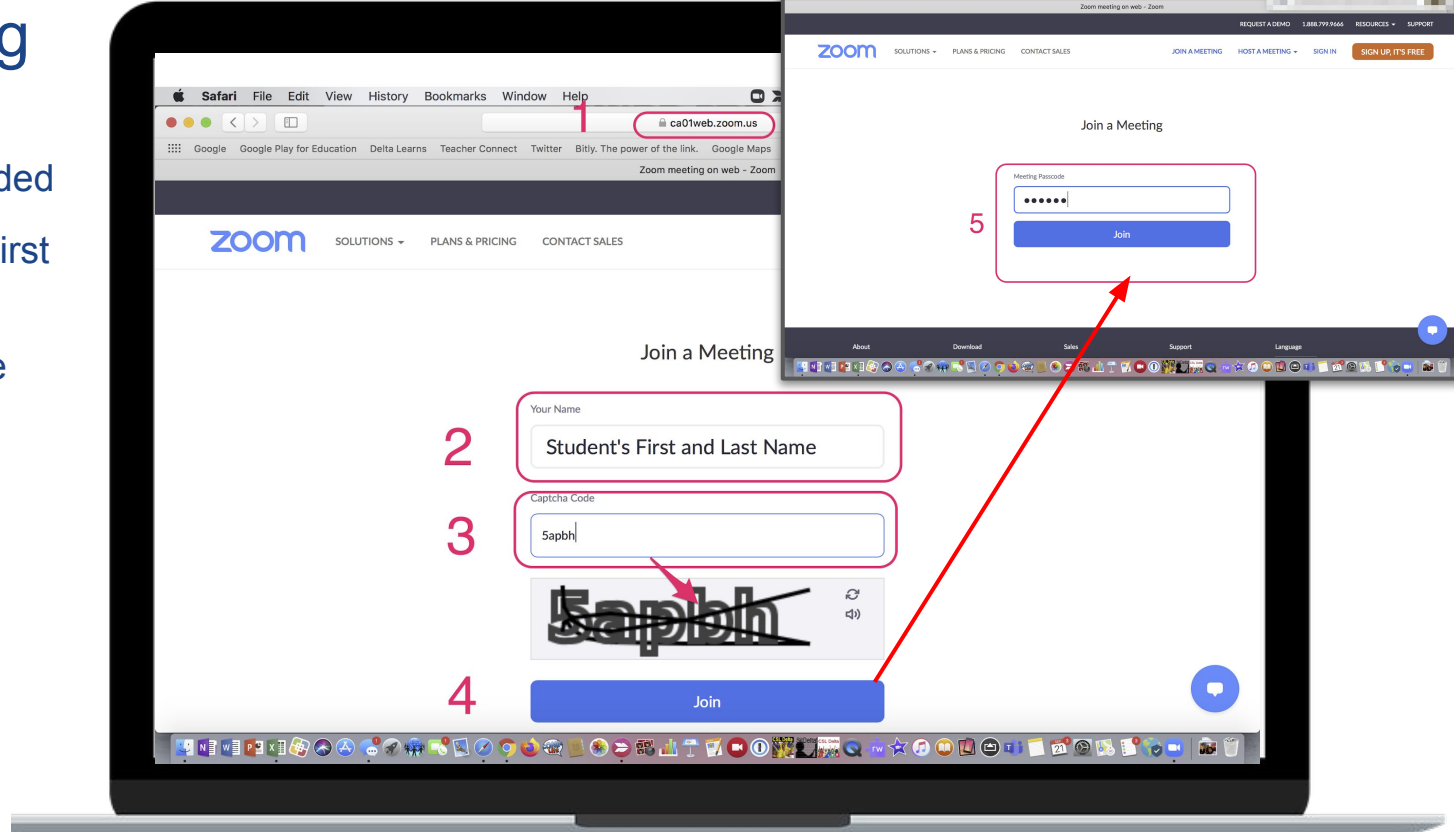 g
ded
irst
e
Safari File Edit View History Bookmarks Window Help
1
ca01web.zoom.us
Google Google Play for Education Delta Learns Teacher Connect Twitter Bitly. The power of the link. Google Maps
Zoom meeting on web - Zoom
zoom SOLUTIONS PLANS & PRICING CONTACT SALES
Join a Meeting
Your Name
2
Student's First and Last Name
Captcha Code
3
5apbh
5apbh
4
Join
Zoom meeting on web - Zoom
REQUEST A DEMO 1.888.799.9666 RESOURCES SUPPORT
zoom SOLUTIONS PLANS & PRICING CONTACT SALES JOIN A MEETING HOST A MEETING SIGN IN SIGN UP, IT'S FREE
Join a Meeting
Meeting Passcode
5
Join
About Download Sales Support Language